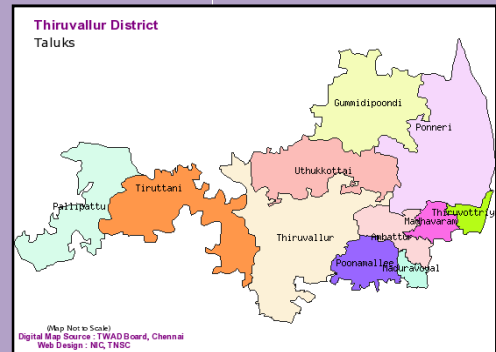 Thiruvallur District
Taluks
Gummidipoondi
Ponneri
Uthukkottai
Tiruttani
Pallipattu
Thiruvottriy
Madhavaram
Thiruvallur
Ambattur
Poonamallee
Maduravoyal
(Map Not to Scale)
Digital Map Source : TWAD Board, Chennai
Web Design : NIC, TNSC